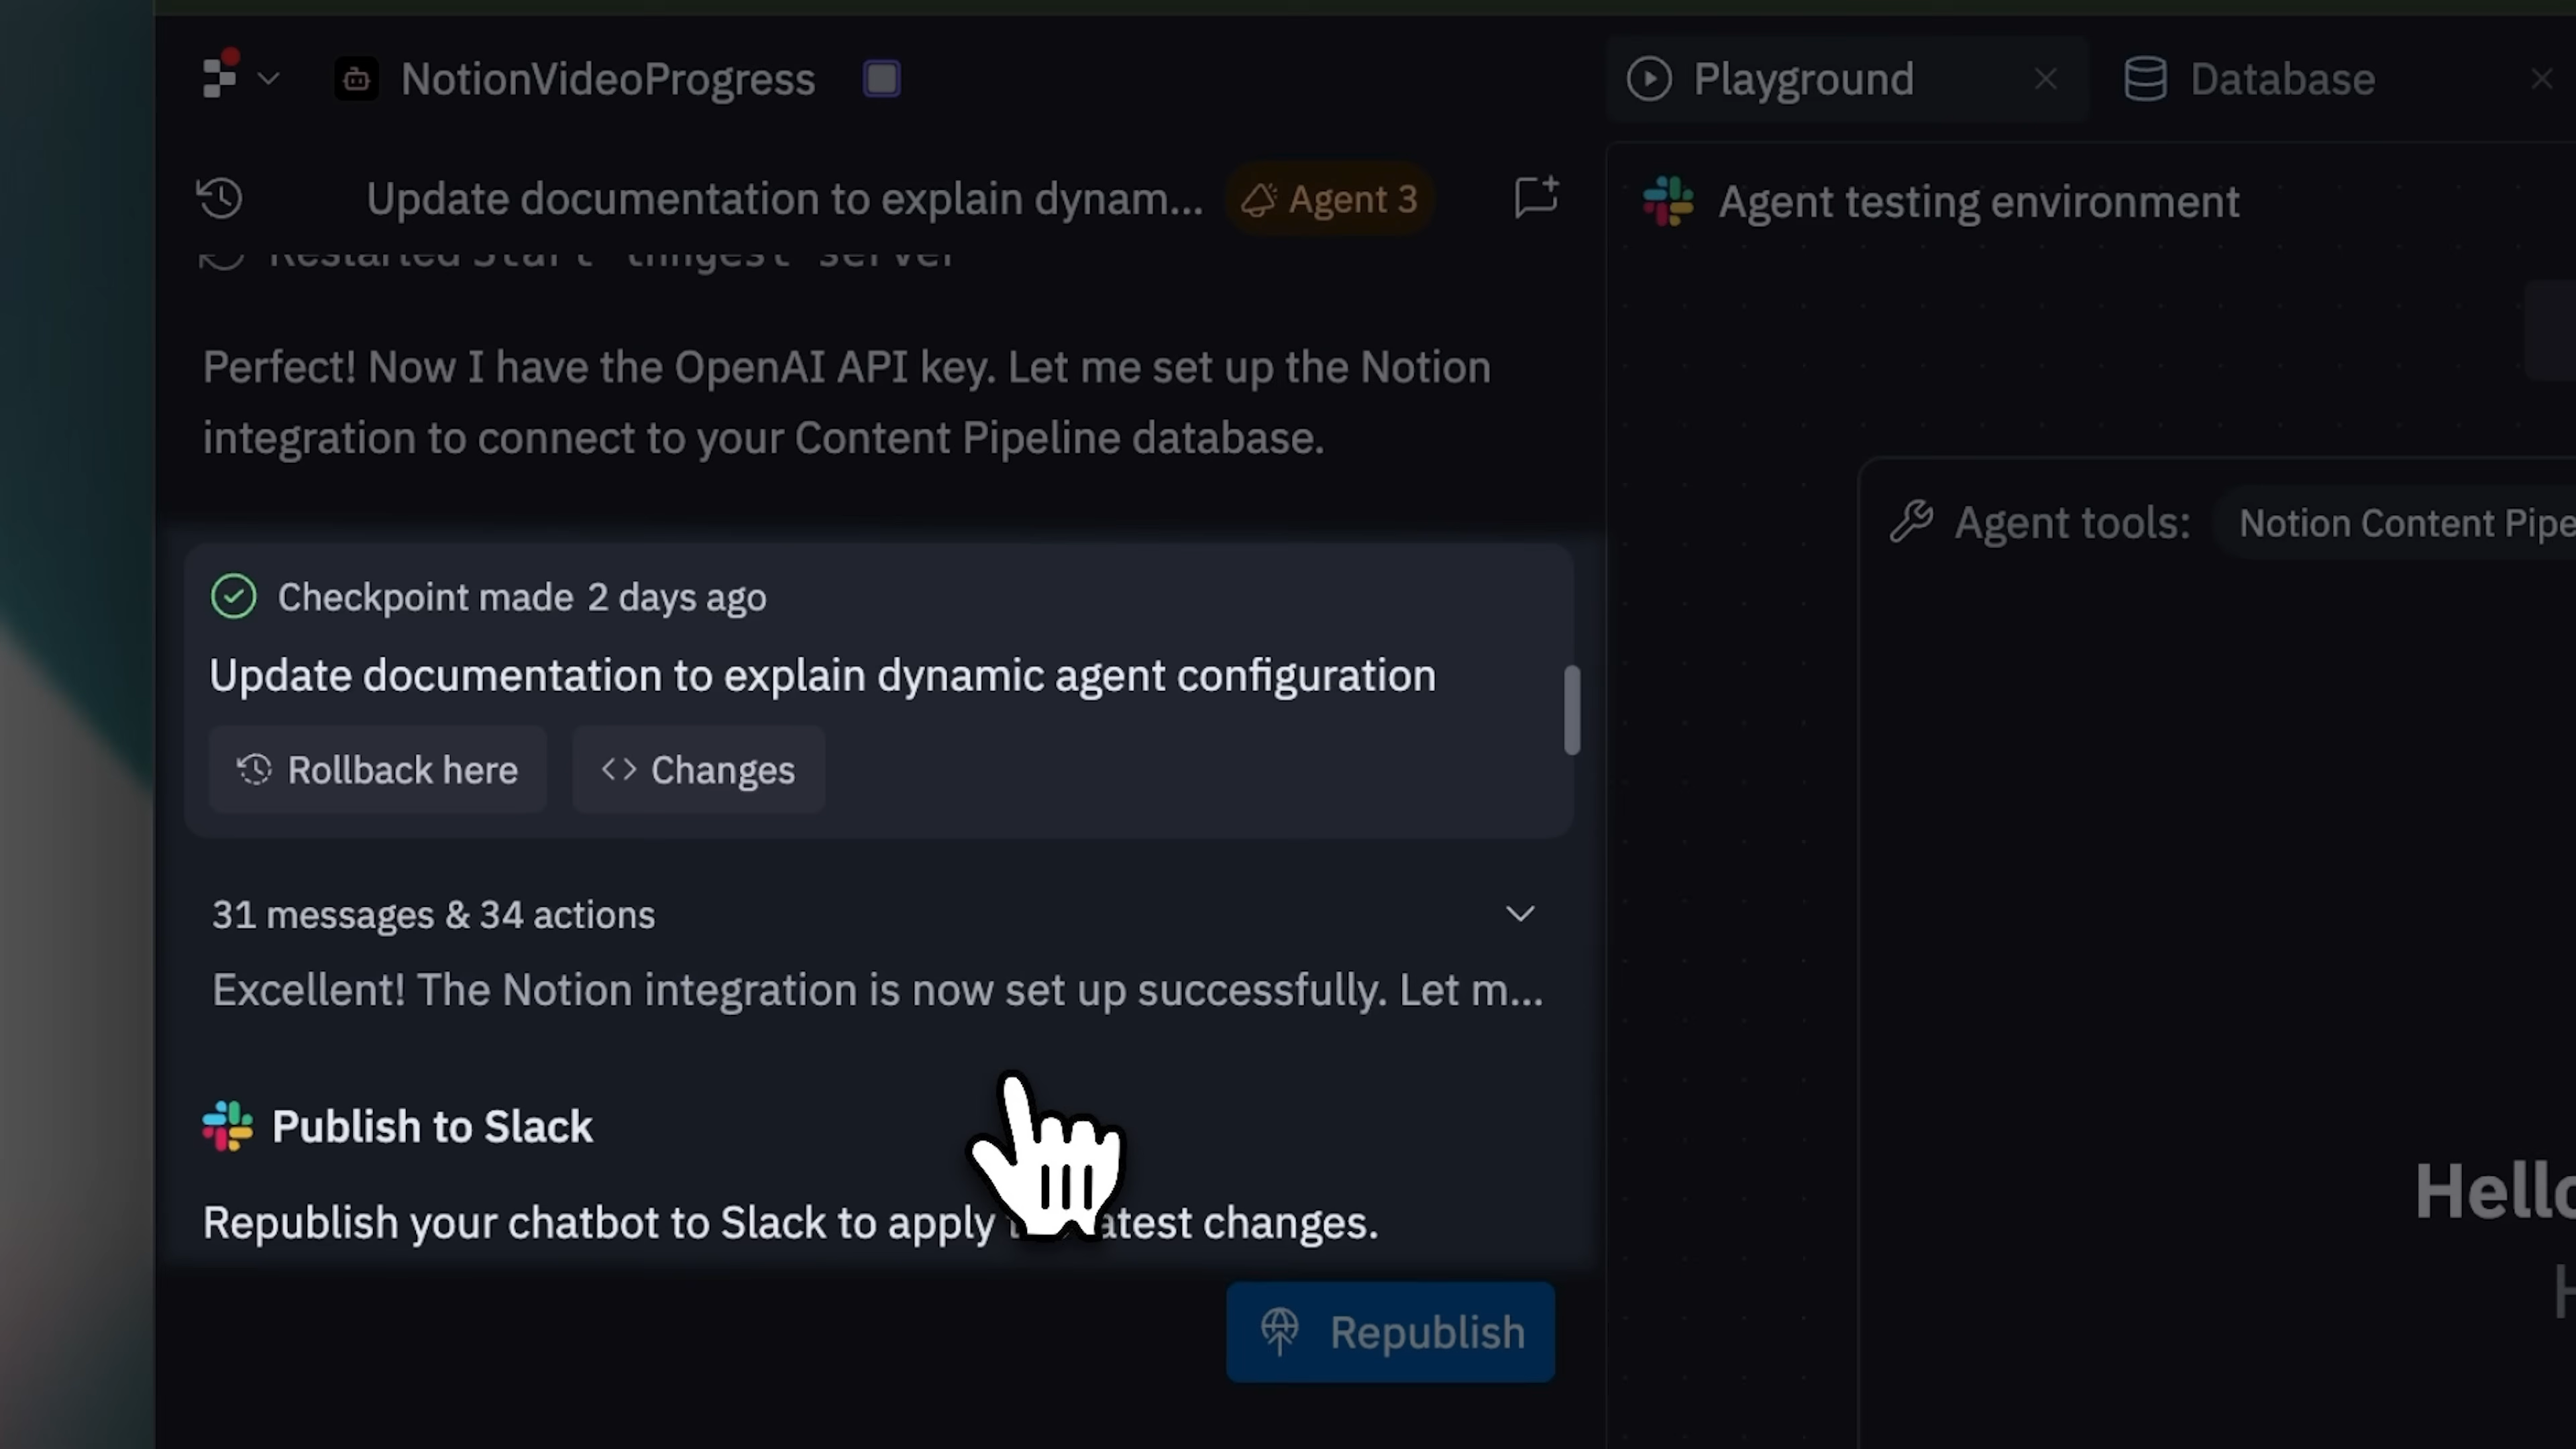 NotionVideoProgress
Playground
Database
Update documentation to explain dynam...
Agent 3
Agent testing environment
Perfect! Now I have the OpenAI API key. Let me set up the Notion
integration to connect to your Content Pipeline database.
Agent tools:
Notion Content Pipe
Checkpoint made 2 days ago
Update documentation to explain dynamic agent configuration
Rollback here
Changes
31 messages & 34 actions
Excellent! The Notion integration is now set up successfully. Let m...
Publish to Slack
Republish your chatbot to Slack to apply atest changes.
Hello
Republish